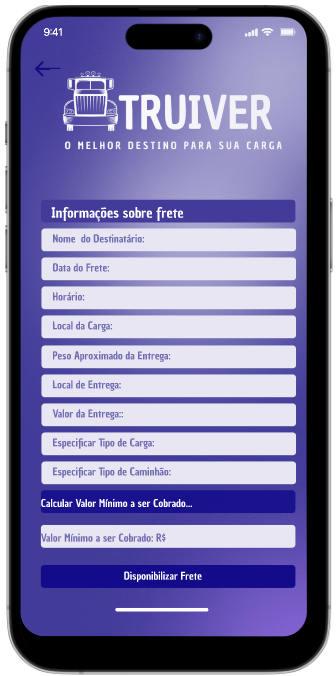 9:41
TRUIVER
O MELHOR DESTINO PARA SUA CARGA
Informações sobre frete
Nome do Destinatário:
Data do Frete:
Horário:
Local da Carga:
Peso Aproximado da Entrega:
Local de Entrega:
Valor da Entrega::
Especificar Tipo de Carga:
Especificar Tipo de Caminhão:
Calcular Valor Mínimo a ser Cobrado...
Valor Mínimo a ser Cobrado: R$
Disponibilizar Frete